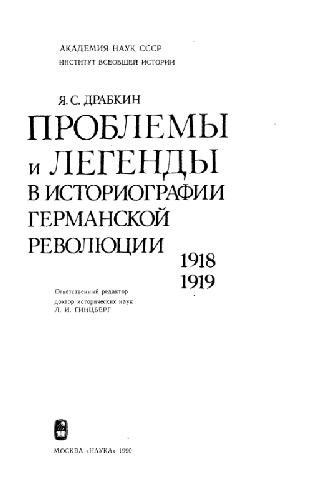 АКАДЕМИЯ НАУК СССР
ИНСТИТУТ ВСЕОБЩЕЙ ИСТОРИИ
Я. С. ДРАБКИН
ПРОБЛЕМЫ
И ЛЕГЕНДЫ
В ИСТОРИОГРАФИИ
ГЕРМАНСКОЙ
РЕВОЛЮЦИИ
1918
1919
Ответственный редактор
доктор исторических наук
Л. И. ГИНЦБЕРГ
МОСКВА «НАУКА» 1990